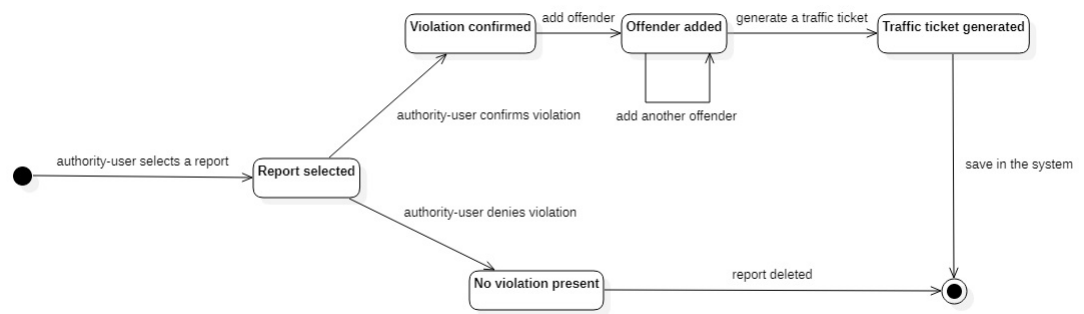 Violation confirmed
add offender
Offender added
generate a traffic ticket
Traffic ticket generated
authority-user confirms violation
add another offender
authority-user selects a report
Report selected
save in the system
authority-user denies violation
No violation present
report deleted